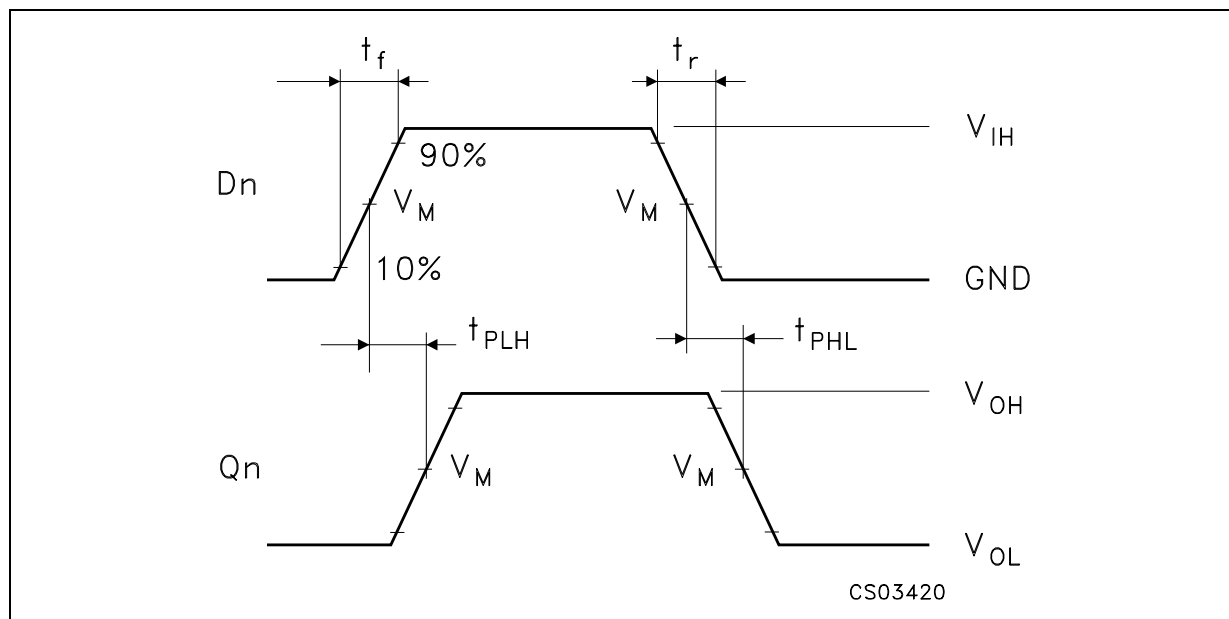 t_f t_r
V_IH
90%
Dn V_M V_M
10% GND
t_PLH t_PHL
V_OH
Qn V_M V_M
V_OL
CS03420